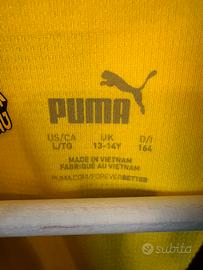 PUMA
US/CA UK D/I
L/TG 13-14Y 164
MADE IN VIETNAM
FABRIQUÉ AU VIETNAM
PUMA.COM/FOREVERBETTER
subito